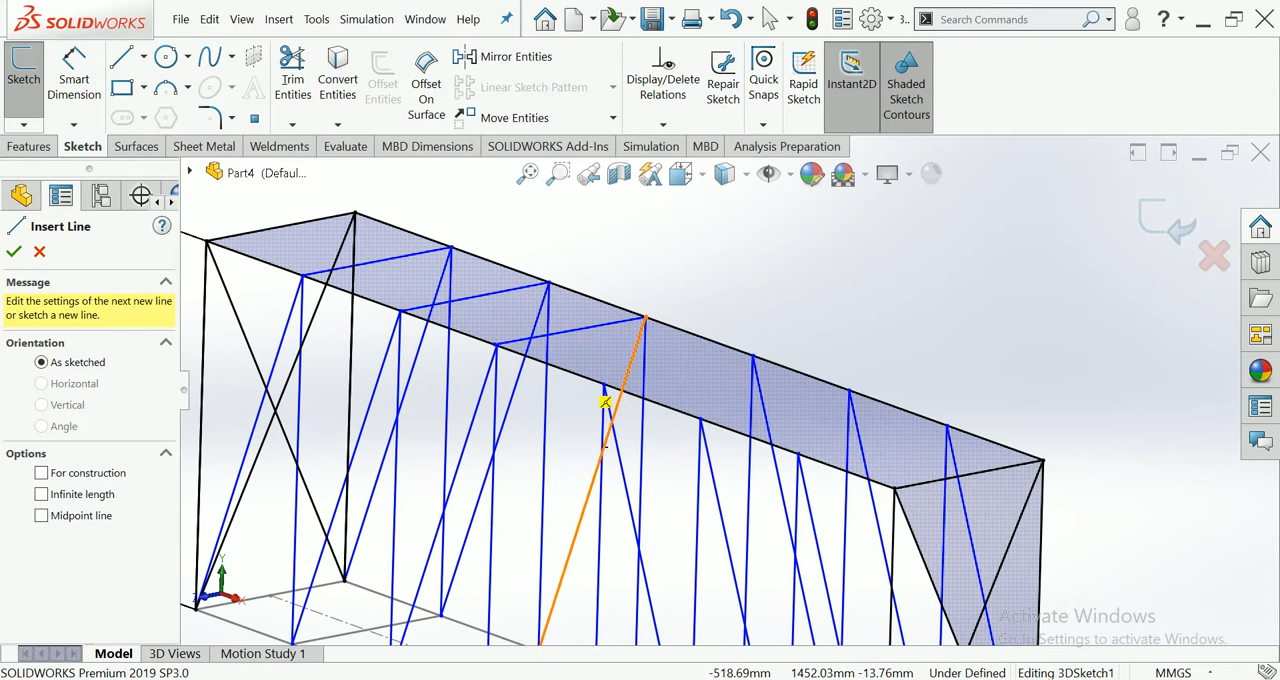 SOLIDWORKS
File Edit View Insert Tools Simulation Window Help
3..
Search Commands
?
Sketch
Smart Dimension
Trim Entities
Convert Entities
Offset Entities
Offset On Surface
Mirror Entities
Linear Sketch Pattern
Move Entities
Display/Delete Relations
Repair Sketch
Quick Snaps
Rapid Sketch
Instant2D
Shaded Sketch Contours
Features Sketch Surfaces Sheet Metal Weldments Evaluate MBD Dimensions SOLIDWORKS Add-Ins Simulation MBD Analysis Preparation
Part4 (Defaul...
Insert Line
?
Message
Edit the settings of the next new line
or sketch a new line.
Orientation
As sketched
Horizontal
Vertical
Angle
Options
For construction
Infinite length
Midpoint line
Y
X
Activate Windows
Go to Settings to activate Windows.
Model 3D Views Motion Study 1
SOLIDWORKS Premium 2019 SP3.0
-518.69mm 1452.03mm -13.76mm Under Defined Editing 3DSketch1 MMGS